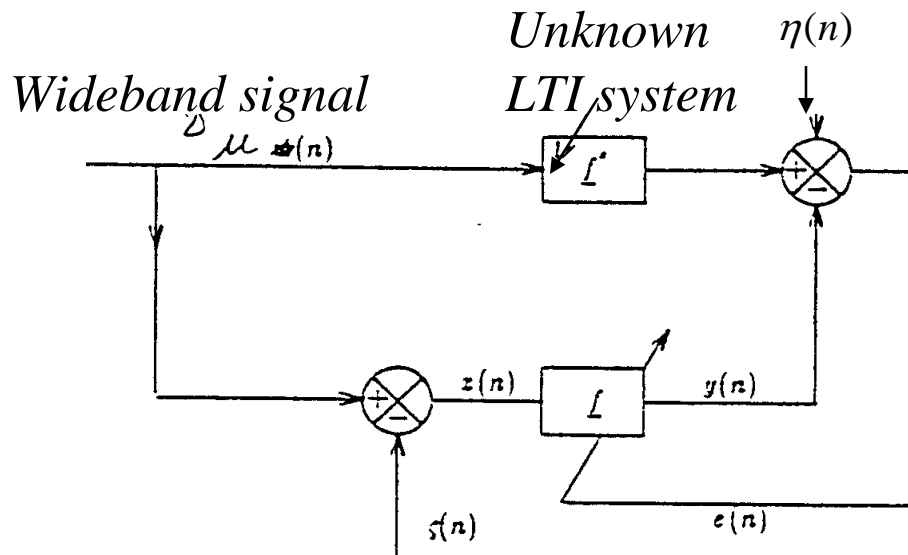 Unknown
η(n)
Wideband signal
LTI system
u (n)
f*
+
−
x(n)
f
y(n)
+
−
ζ(n)
e(n)